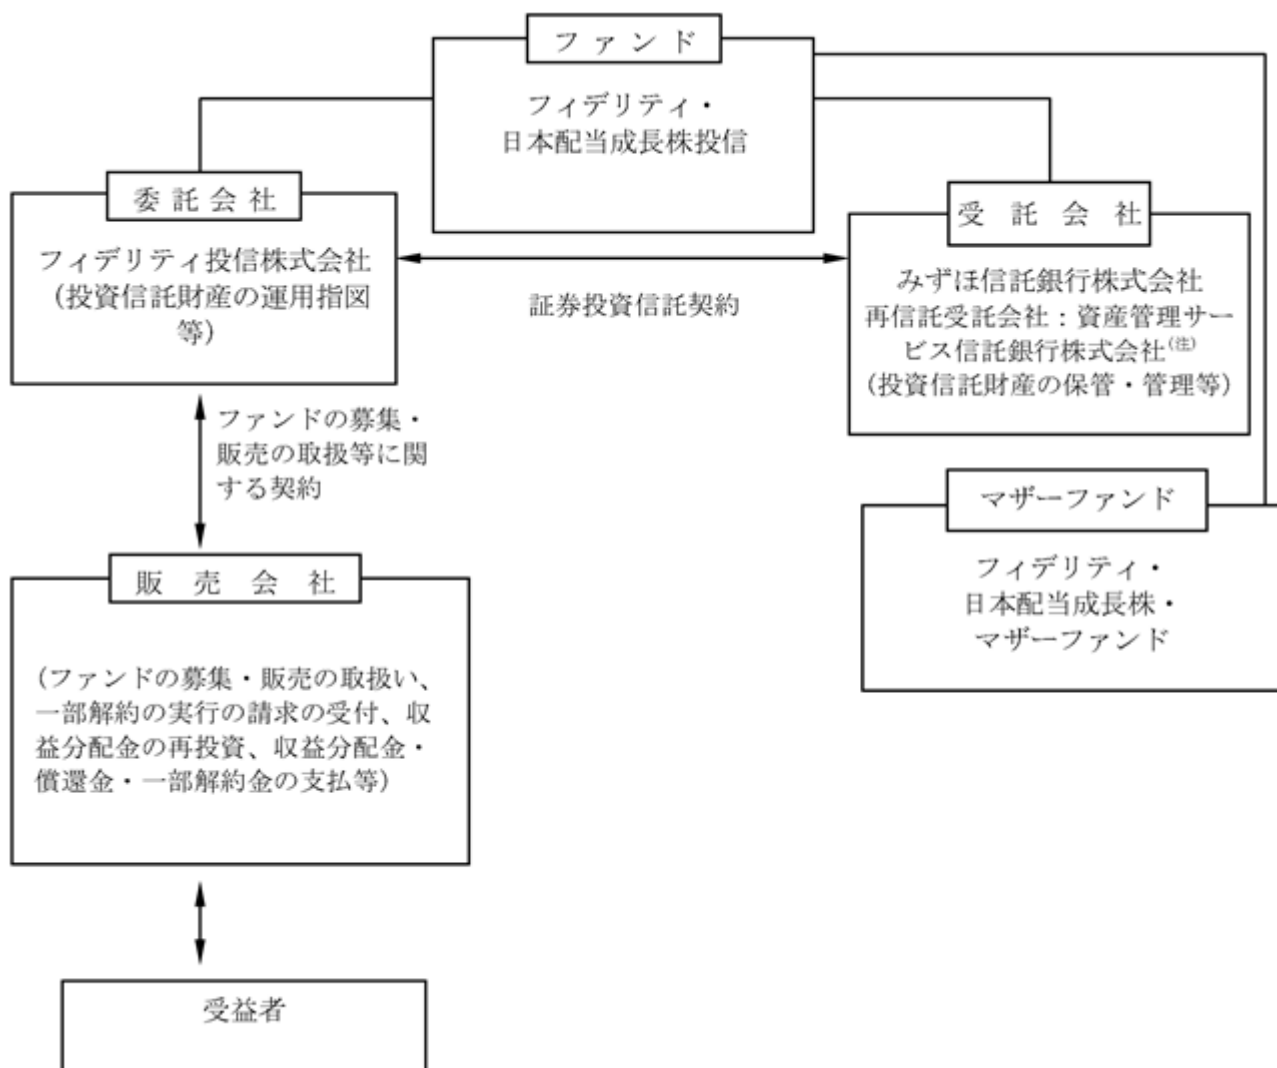 ファンド
フィデリティ・
日本配当成長株投信
委託会社
フィデリティ投信株式会社
(投資信託財産の運用指図
等)
証券投資信託契約
受託会社
みずほ信託銀行株式会社
再信託受託会社：資産管理サー
ビス信託銀行株式会社(注)
(投資信託財産の保管・管理等)
ファンドの募集・
販売の取扱等に関
する契約
マザーファンド
フィデリティ・
日本配当成長株・
マザーファンド
販売会社
(ファンドの募集・販売の取扱い、
一部解約の実行の請求の受付、収
益分配金の再投資、収益分配金・
償還金・一部解約金の支払等)
受益者